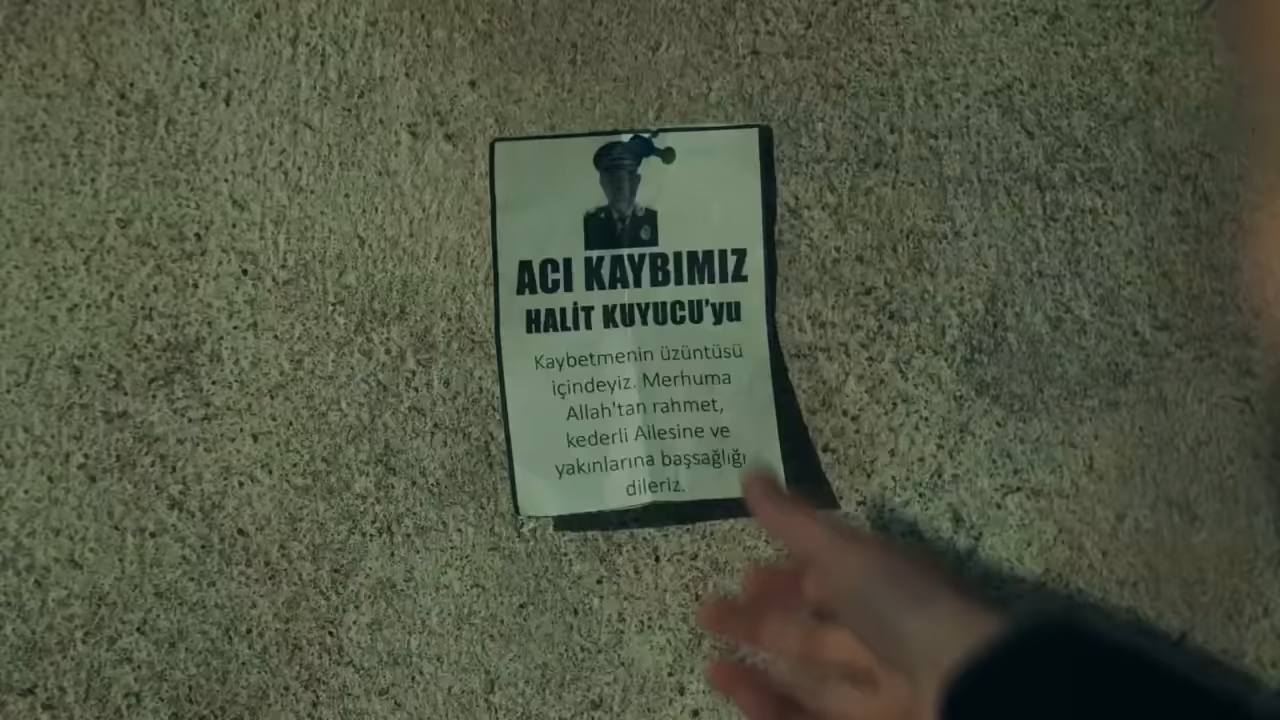 ACI KAYBIMIZ
HALİT KUYUCU'yu
Kaybetmenin üzüntüsü
içindeyiz. Merhuma
Allah'tan rahmet,
kederli Ailesine ve
yakınlarına başsağlığı
dileriz.